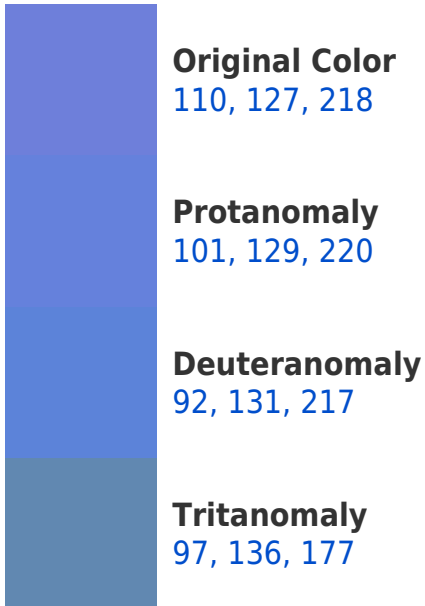 Original Color
110, 127, 218
Protanomaly
101, 129, 220
Deuteranomaly
92, 131, 217
Tritanomaly
97, 136, 177